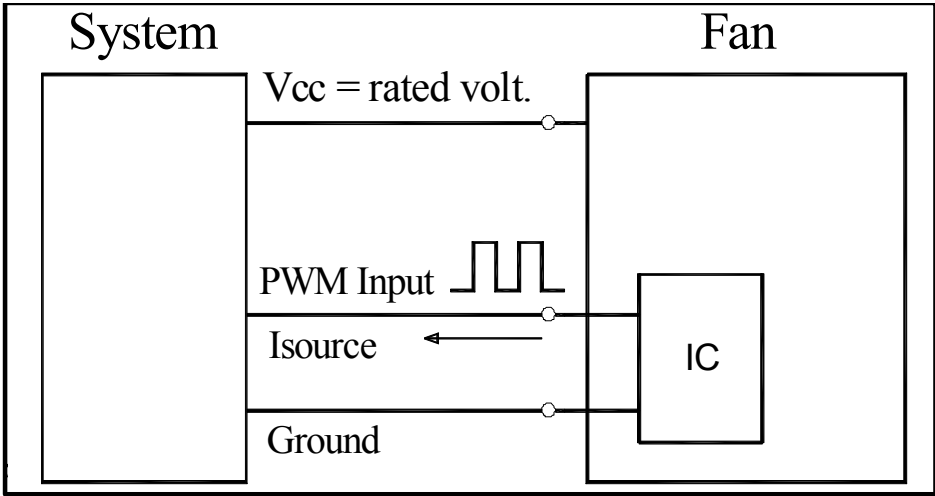 System
Fan
Vcc = rated volt.
PWM Input
Isource
IC
Ground